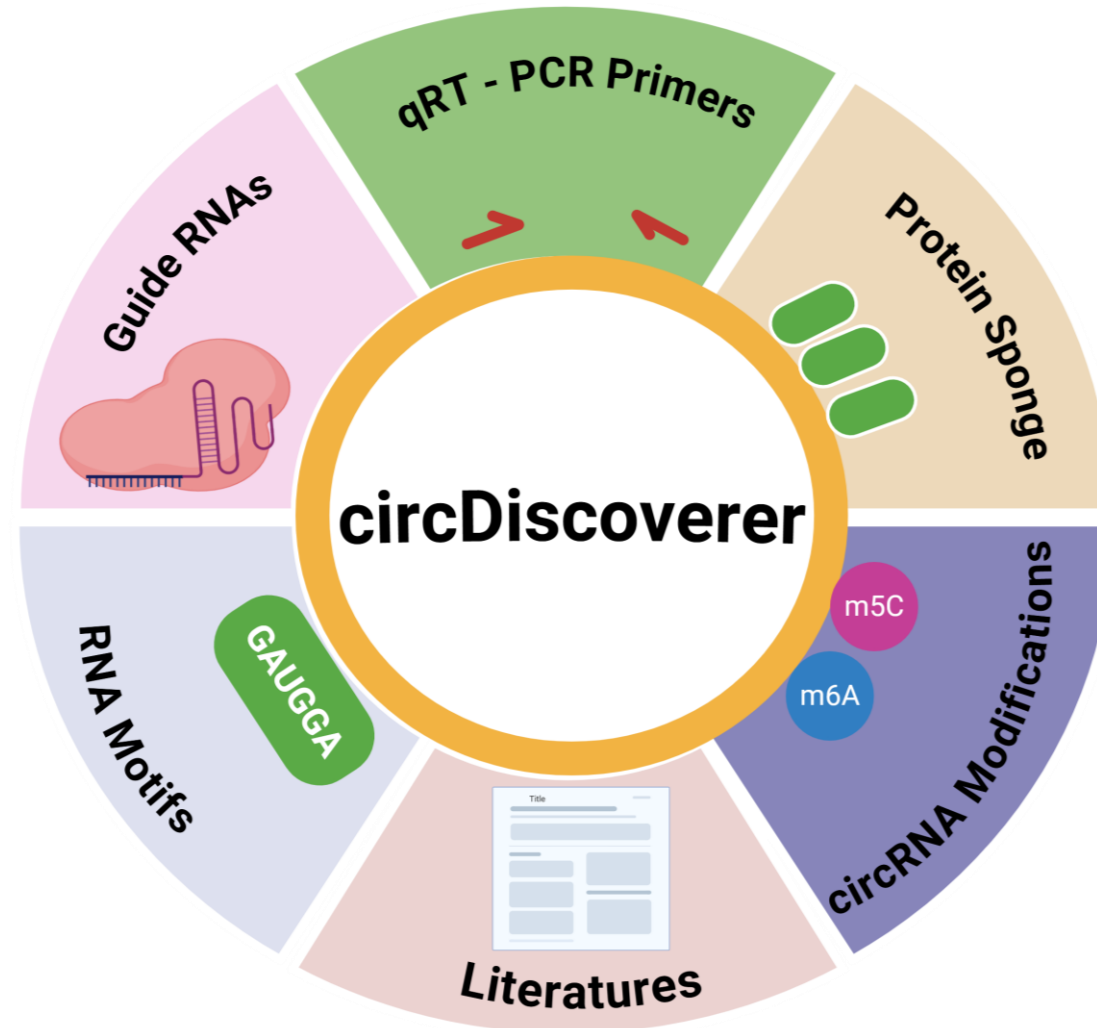 qRT - PCR Primers
Guide RNAs
Protein Sponge
circDiscoverer
m5C
m6A
circRNA Modifications
RNA Motifs
GAUGGA
Title
Literatures